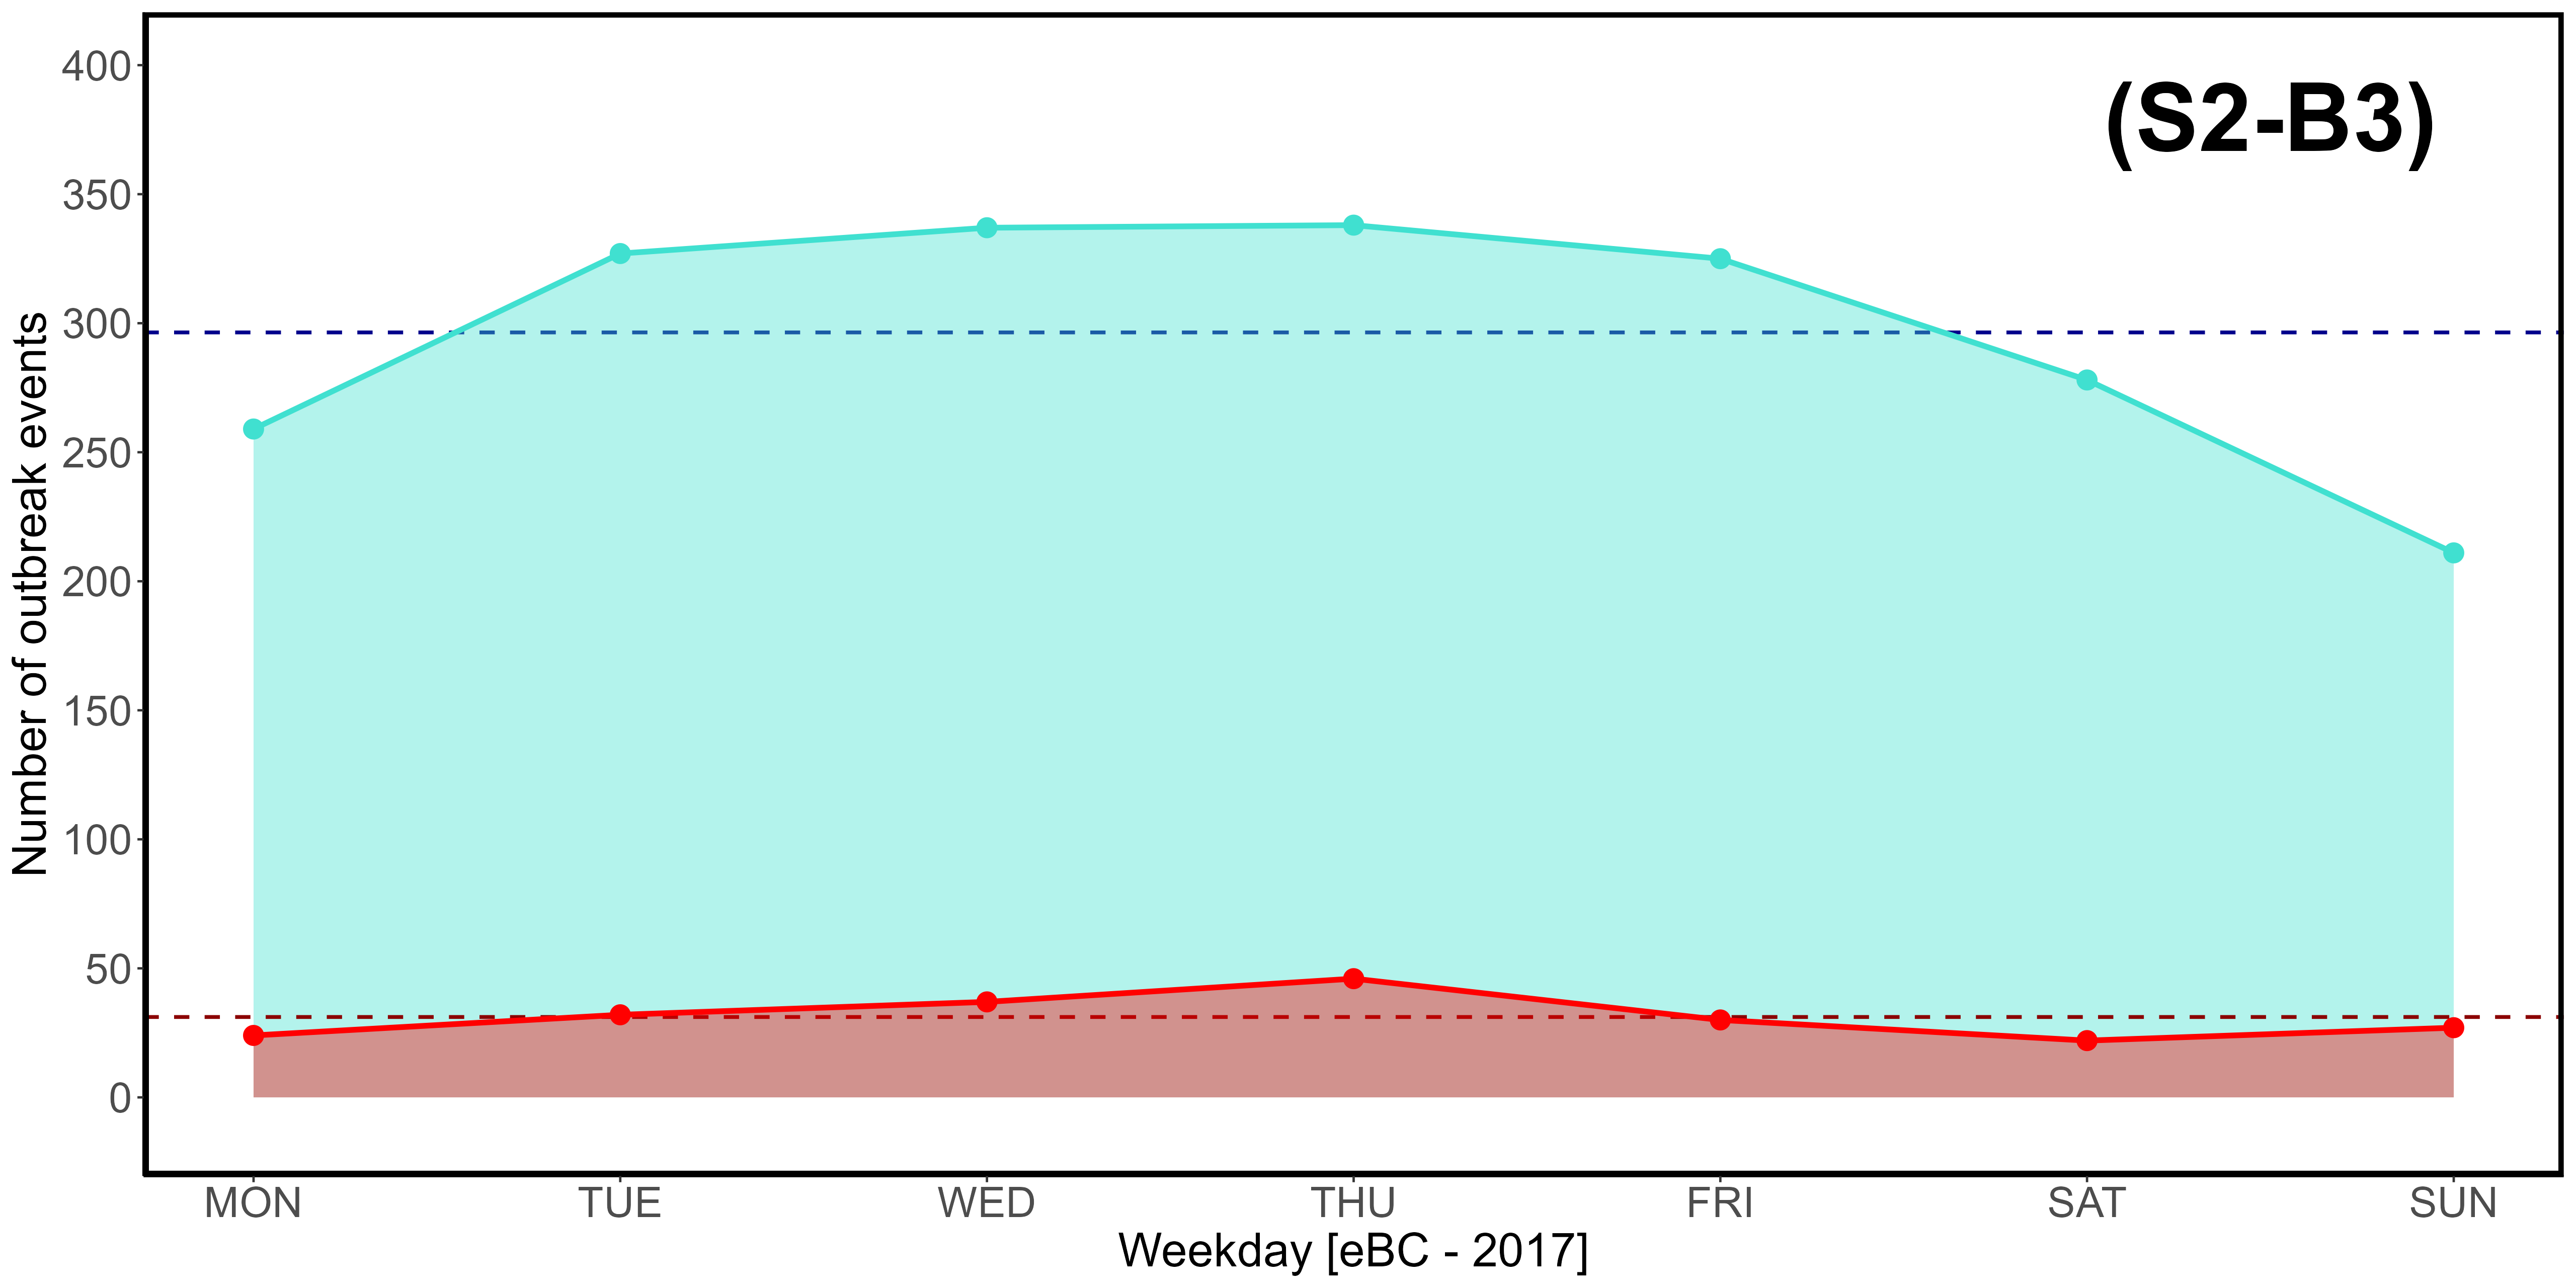 (S2-B3)
Number of outbreak events
400
350
300
250
200
150
100
50
0
MON TUE WED THU FRI SAT SUN
Weekday [eBC - 2017]